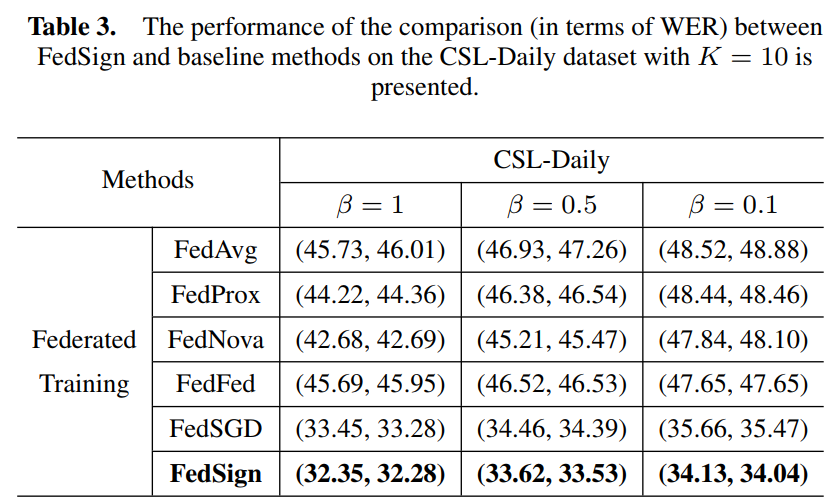 Table 3. The performance of the comparison (in terms of WER) between
FedSign and baseline methods on the CSL-Daily dataset with K = 10 is
presented.
Methods
CSL-Daily
β = 1 β = 0.5 β = 0.1
Federated
Training
FedAvg (45.73, 46.01) (46.93, 47.26) (48.52, 48.88)
FedProx (44.22, 44.36) (46.38, 46.54) (48.44, 48.46)
FedNova (42.68, 42.69) (45.21, 45.47) (47.84, 48.10)
FedFed (45.69, 45.95) (46.52, 46.53) (47.65, 47.65)
FedSGD (33.45, 33.28) (34.46, 34.39) (35.66, 35.47)
FedSign (32.35, 32.28) (33.62, 33.53) (34.13, 34.04)